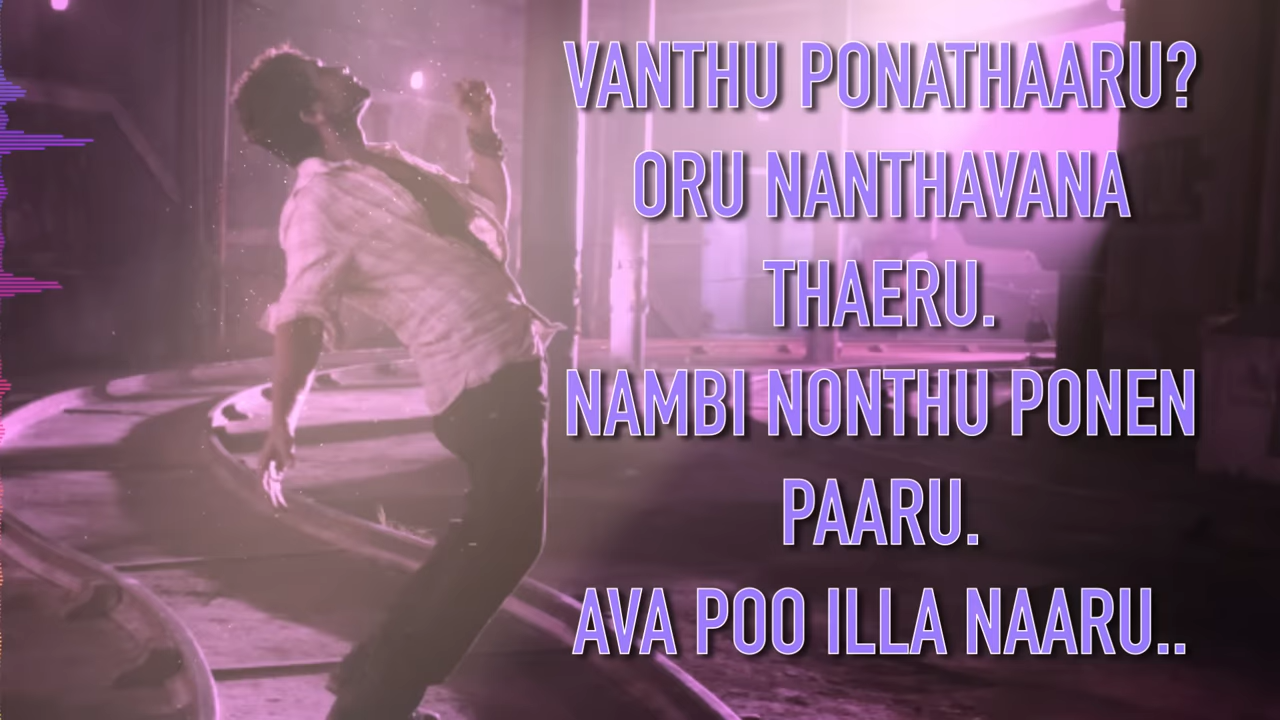 VANTHU PONATHAARU?
ORU NANTHAVANA
THAERU.
NAMBI NONTHU PONEN
PAARU.
AVA POO ILLA NAARU..